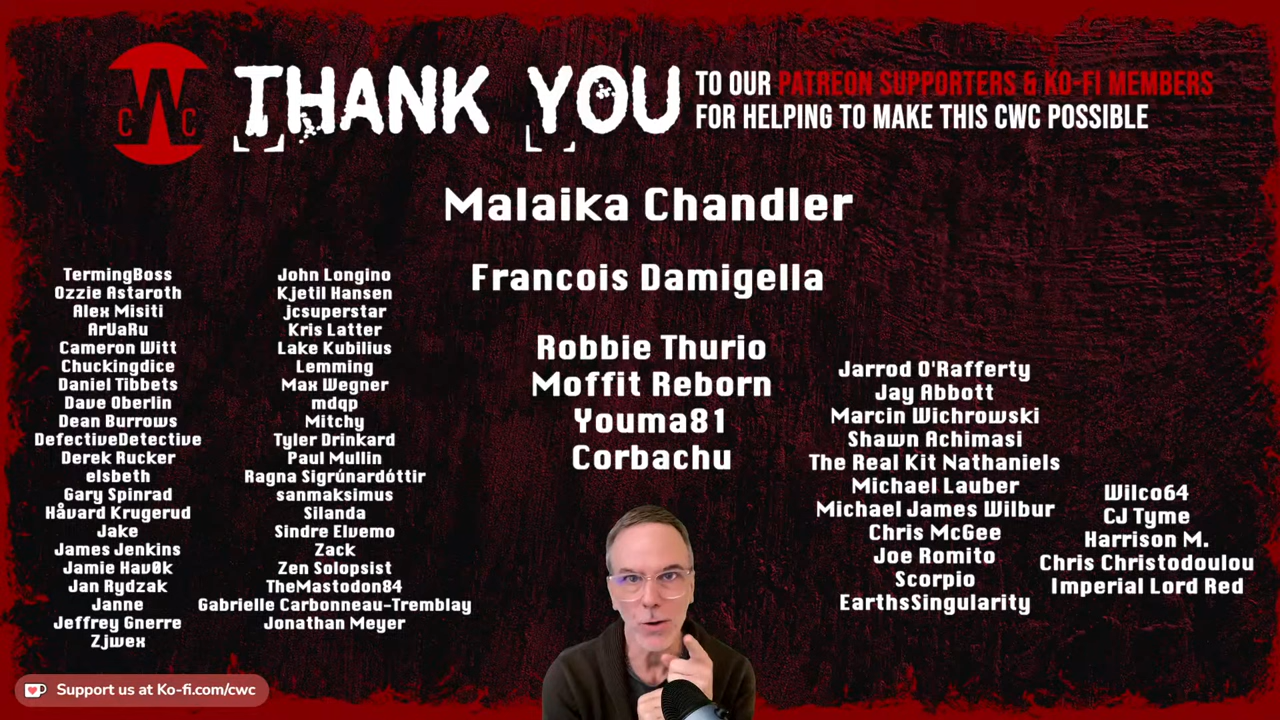 CWC
THANK YOU
TO OUR PATREON SUPPORTERS & KO-FI MEMBERS
FOR HELPING TO MAKE THIS CWC POSSIBLE
Malaika Chandler
Francois Damigella
Robbie Thurio
Moffit Reborn
Youma81
Corbachu
TermingBoss
Ozzie Astaroth
Alex Misiti
ArVaRu
Cameron Witt
Chuckingdice
Daniel Tibbets
Dave Oberlin
Dean Burrows
DefectiveDetective
Derek Rucker
elsbeth
Gary Spinrad
Håvard Krugerud
Jake
James Jenkins
Jamie Hav0k
Jan Rydzak
Janne
Jeffrey Gnerre
Zjwex
John Longino
Kjetil Hansen
jcsuperstar
Kris Latter
Lake Kubilius
Lemming
Max Wegner
mdqp
Mitchy
Tyler Drinkard
Paul Mullin
Ragna Sigrúnardóttir
sanmaksimus
Silanda
Sindre Elvemo
Zack
Zen Solopsist
TheMastodon84
Gabrielle Carbonneau-Tremblay
Jonathan Meyer
Jarrod O'Rafferty
Jay Abbott
Marcin Wichrowski
Shawn Achimasi
The Real Kit Nathaniels
Michael Lauber
Michael James Wilbur
Chris McGee
Joe Romito
Scorpio
EarthsSingularity
Wilco64
CJ Tyme
Harrison M.
Chris Christodoulou
Imperial Lord Red
Support us at Ko-fi.com/cwc